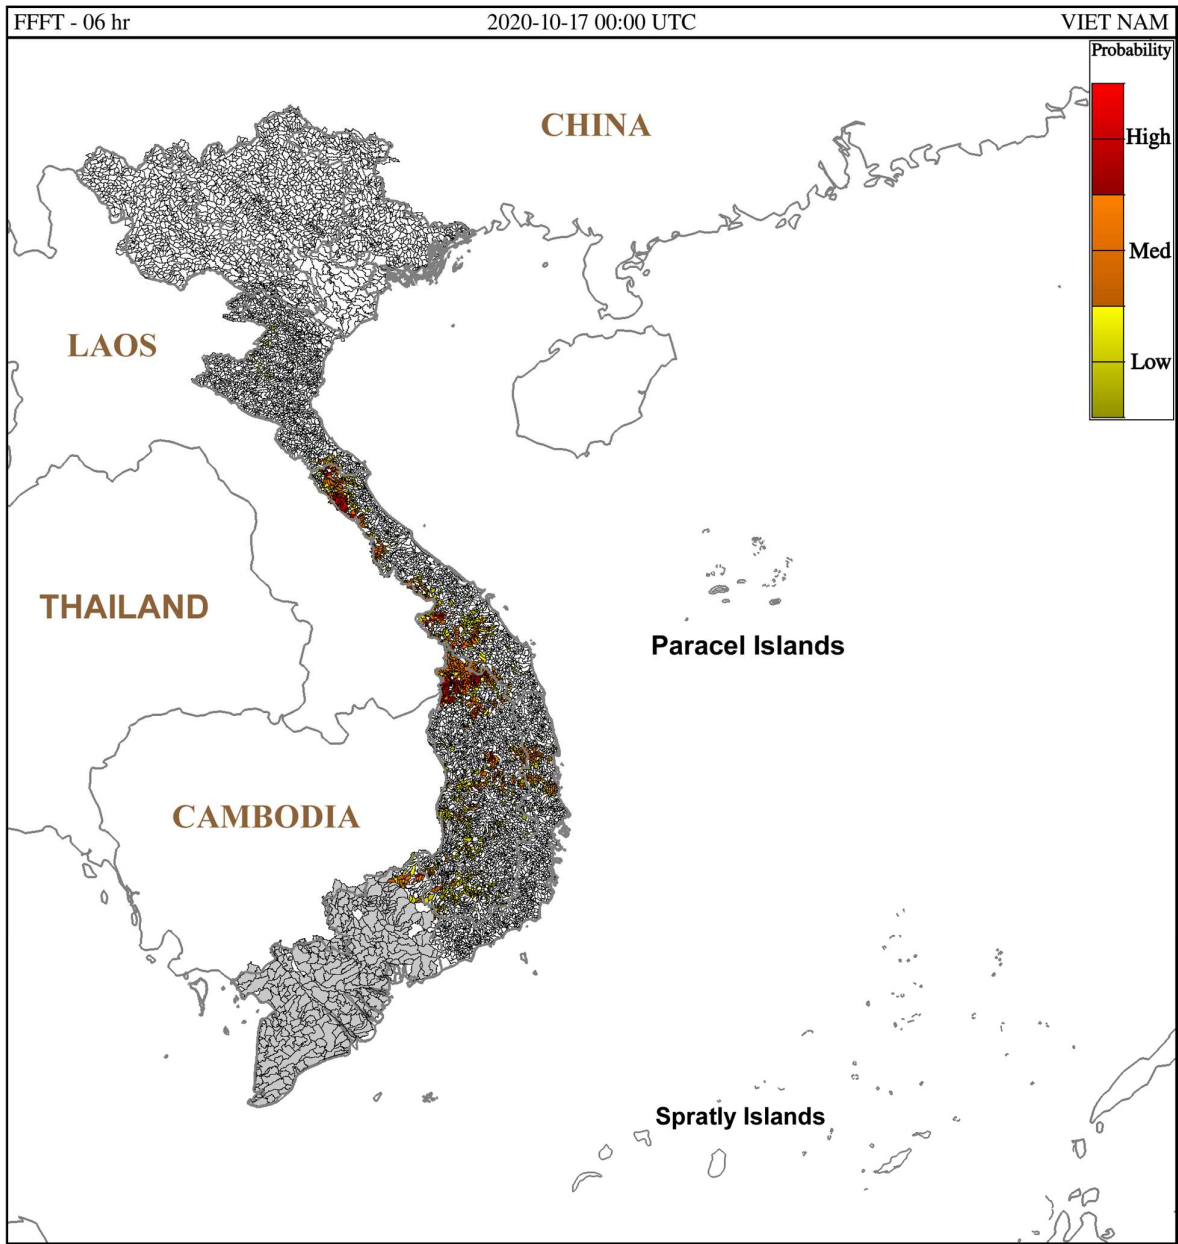 FFFT - 06 hr 2020-10-17 00:00 UTC VIET NAM
Probability
CHINA
High
Med
LAOS
Low
THAILAND
Paracel Islands
CAMBODIA
Spratly Islands